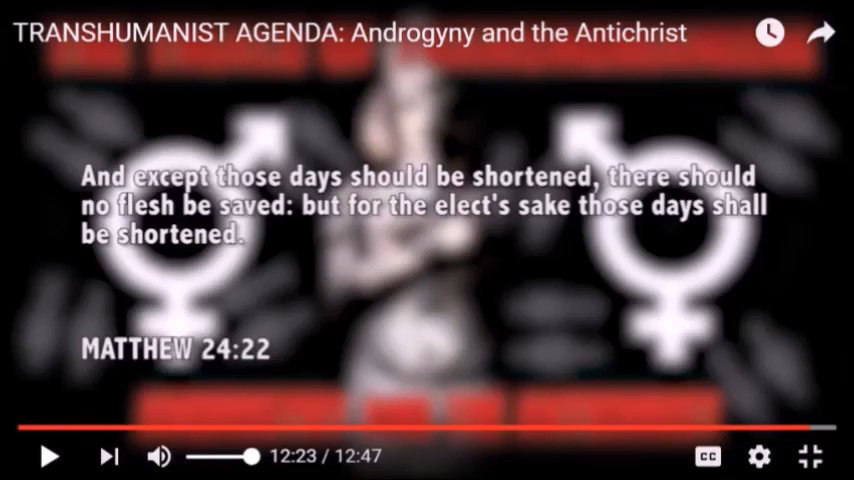 TRANSHUMANIST AGENDA: Androgyny and the Antichrist
And except those days should be shortened, there should
no flesh be saved: but for the elect's sake those days shall
be shortened.
MATTHEW 24:22
12:23 / 12:47
CC